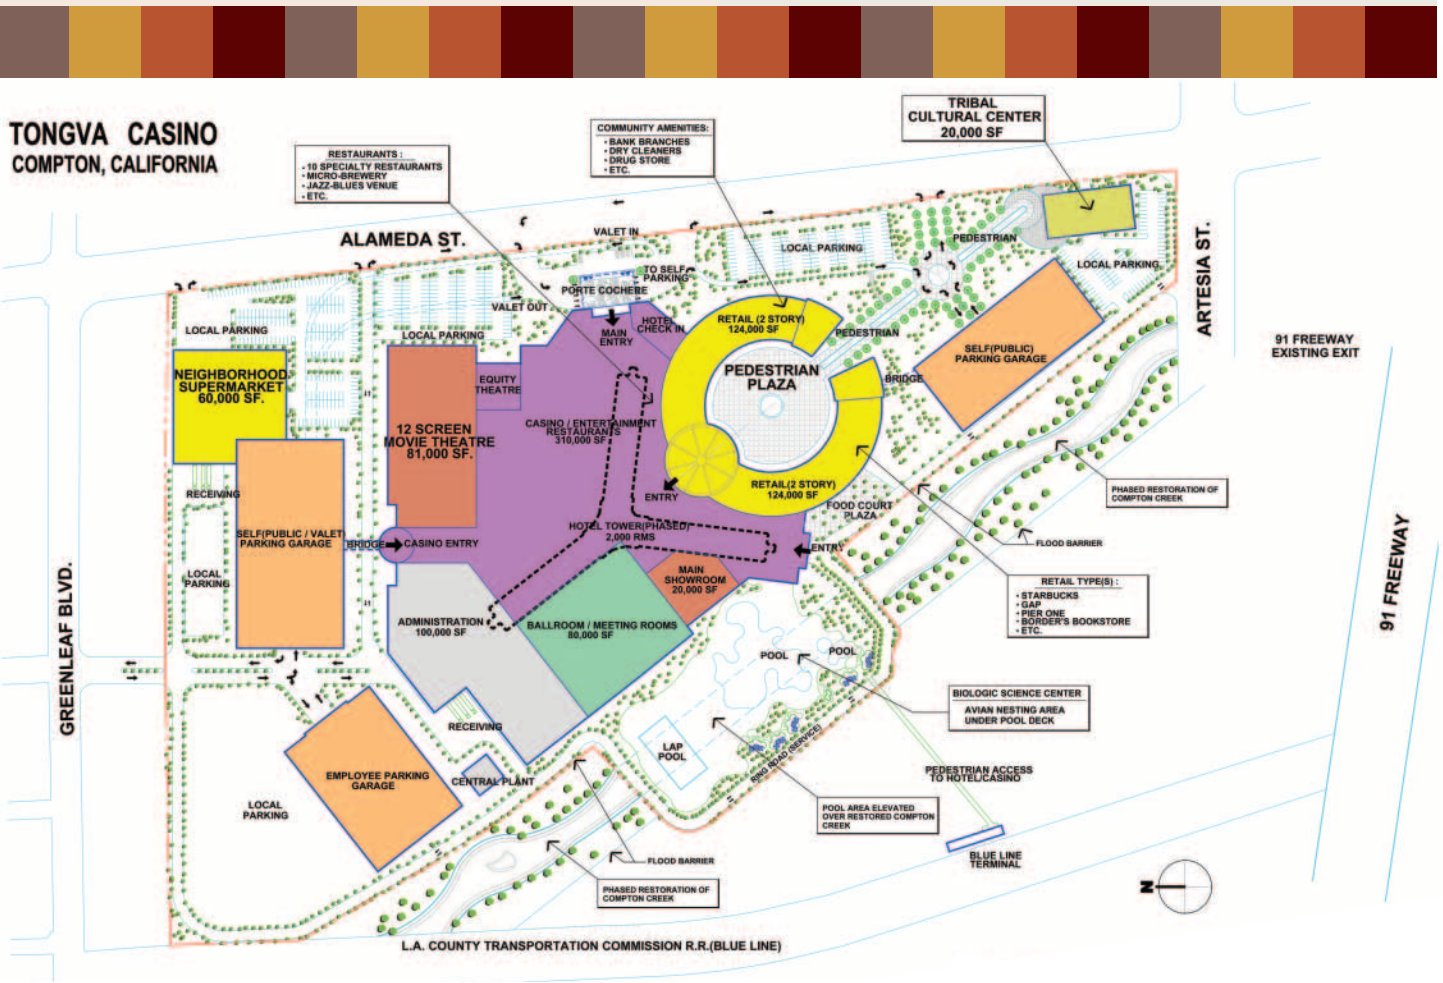 TONGVA CASINO
COMPTON, CALIFORNIA
RESTAURANTS :
• 10 SPECIALTY RESTAURANTS
• MICRO-BREWERY
• JAZZ-BLUES VENUE
• ETC.
COMMUNITY AMENITIES:
• BANK BRANCHES
• DRY CLEANERS
• DRUG STORE
• ETC.
TRIBAL
CULTURAL CENTER
20,000 SF
ALAMEDA ST.
VALET IN
LOCAL PARKING
PEDESTRIAN
LOCAL PARKING
ARTESIA ST.
TO SELF
PARKING
PORTE COCHERE
VALET OUT
LOCAL PARKING
LOCAL PARKING
MAIN
ENTRY
HOTEL
CHECK IN
RETAIL (2 STORY)
124,000 SF
PEDESTRIAN
SELF(PUBLIC)
PARKING GARAGE
91 FREEWAY
EXISTING EXIT
NEIGHBORHOOD
SUPERMARKET
60,000 SF.
EQUITY
THEATRE
PEDESTRIAN
PLAZA
BRIDGE
12 SCREEN
MOVIE THEATRE
81,000 SF.
CASINO / ENTERTAINMENT
RESTAURANTS
310,000 SF
RECEIVING
ENTRY
RETAIL(2 STORY)
124,000 SF
FOOD COURT
PLAZA
PHASED RESTORATION OF
COMPTON CREEK
SELF(PUBLIC / VALET)
PARKING GARAGE
BRIDGE
CASINO ENTRY
HOTEL TOWER(PHASED)
2,000 RMS
ENTRY
FLOOD BARRIER
91 FREEWAY
LOCAL
PARKING
MAIN
SHOWROOM
20,000 SF
RETAIL TYPE(S) :
• STARBUCKS
• GAP
• PIER ONE
• BORDER'S BOOKSTORE
• ETC.
GREENLEAF BLVD.
ADMINISTRATION
100,000 SF
BALLROOM / MEETING ROOMS
80,000 SF
POOL
POOL
BIOLOGIC SCIENCE CENTER
AVIAN NESTING AREA
UNDER POOL DECK
RECEIVING
LAP
POOL
RING ROAD (SERVICE)
PEDESTRIAN ACCESS
TO HOTEL/CASINO
EMPLOYEE PARKING
GARAGE
CENTRAL PLANT
LOCAL
PARKING
POOL AREA ELEVATED
OVER RESTORED COMPTON
CREEK
BLUE LINE
TERMINAL
FLOOD BARRIER
PHASED RESTORATION OF
COMPTON CREEK
N
L.A. COUNTY TRANSPORTATION COMMISSION R.R.(BLUE LINE)